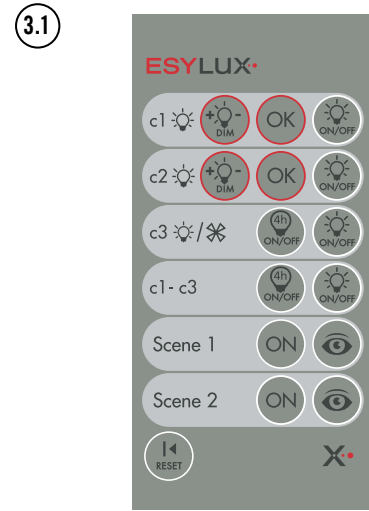 3.1
ESYLUX
c1 + - DIM OK ON/OFF
c2 + - DIM OK ON/OFF
c3 / 4h ON/OFF ON/OFF
c1- c3 4h ON/OFF ON/OFF
Scene 1 ON
Scene 2 ON
RESET X